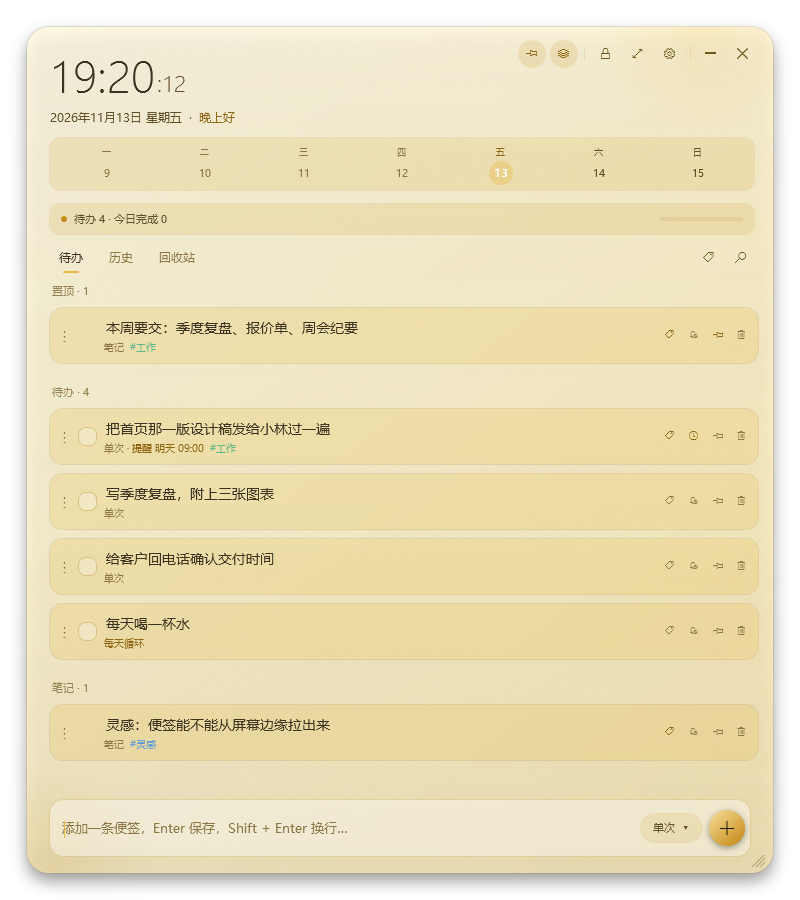 19:20:12
2026年11月13日 星期五 · 晚上好
一 二 三 四 五 六 日
9 10 11 12 13 14 15
待办 4 · 今日完成 0
待办 历史 回收站
置顶 · 1
本周要交：季度复盘、报价单、周会纪要
笔记 #工作
待办 · 4
把首页那一版设计稿发给小林过一遍
单次 · 提醒 明天 09:00 #工作
写季度复盘，附上三张图表
单次
给客户回电话确认交付时间
单次
每天喝一杯水
每天循环
笔记 · 1
灵感：便签能不能从屏幕边缘拉出来
笔记 #灵感
添加一条便签，Enter 保存，Shift + Enter 换行...
单次